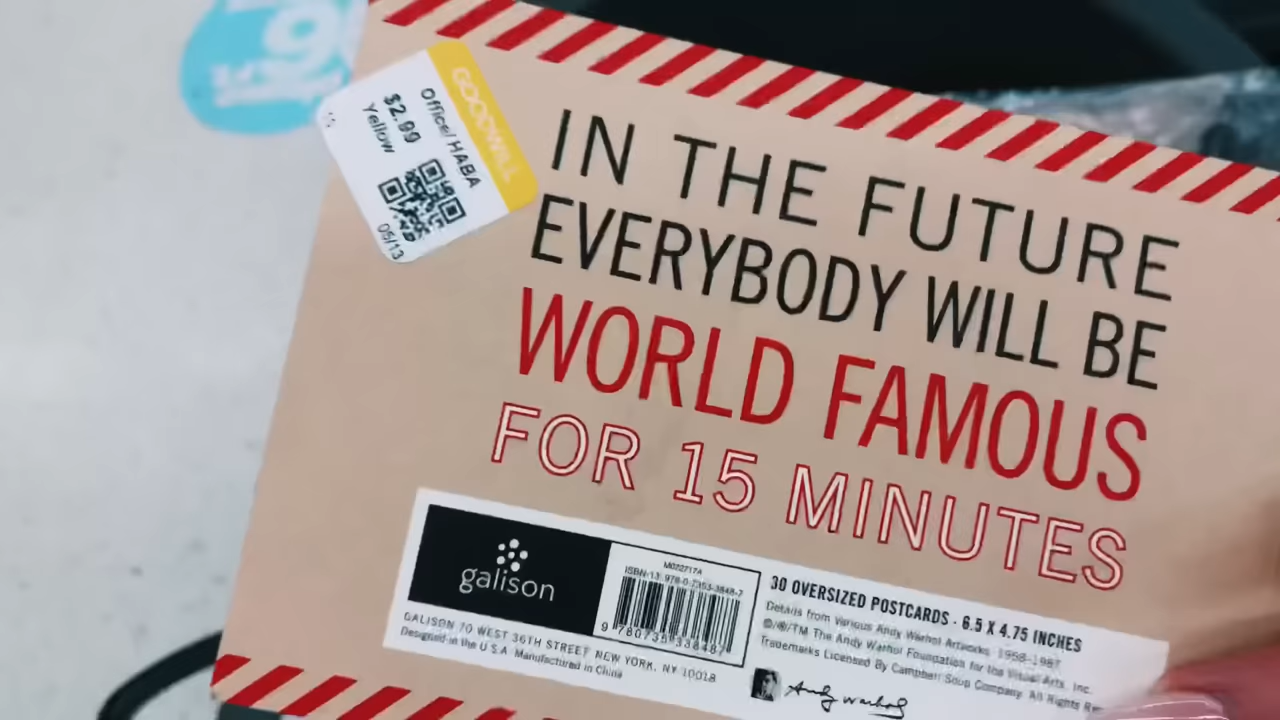 GOODWILL
Office/HABA
$2.99
Yellow
05/13
IN THE FUTURE
EVERYBODY WILL BE
WORLD FAMOUS
FOR 15 MINUTES
galison
M022717A
ISBN-13: 978-0-7353-3848-7
9 780735 338487
GALISON 70 WEST 36TH STREET NEW YORK, NY 10018
Designed in the U.S.A. Manufactured in China
30 OVERSIZED POSTCARDS · 6.5 X 4.75 INCHES
Details from various Andy Warhol Artworks, 1958-1987
©/®/TM The Andy Warhol Foundation for the Visual Arts, Inc.
Trademarks Licensed By Campbell Soup Company. All Rights
Andy Warhol